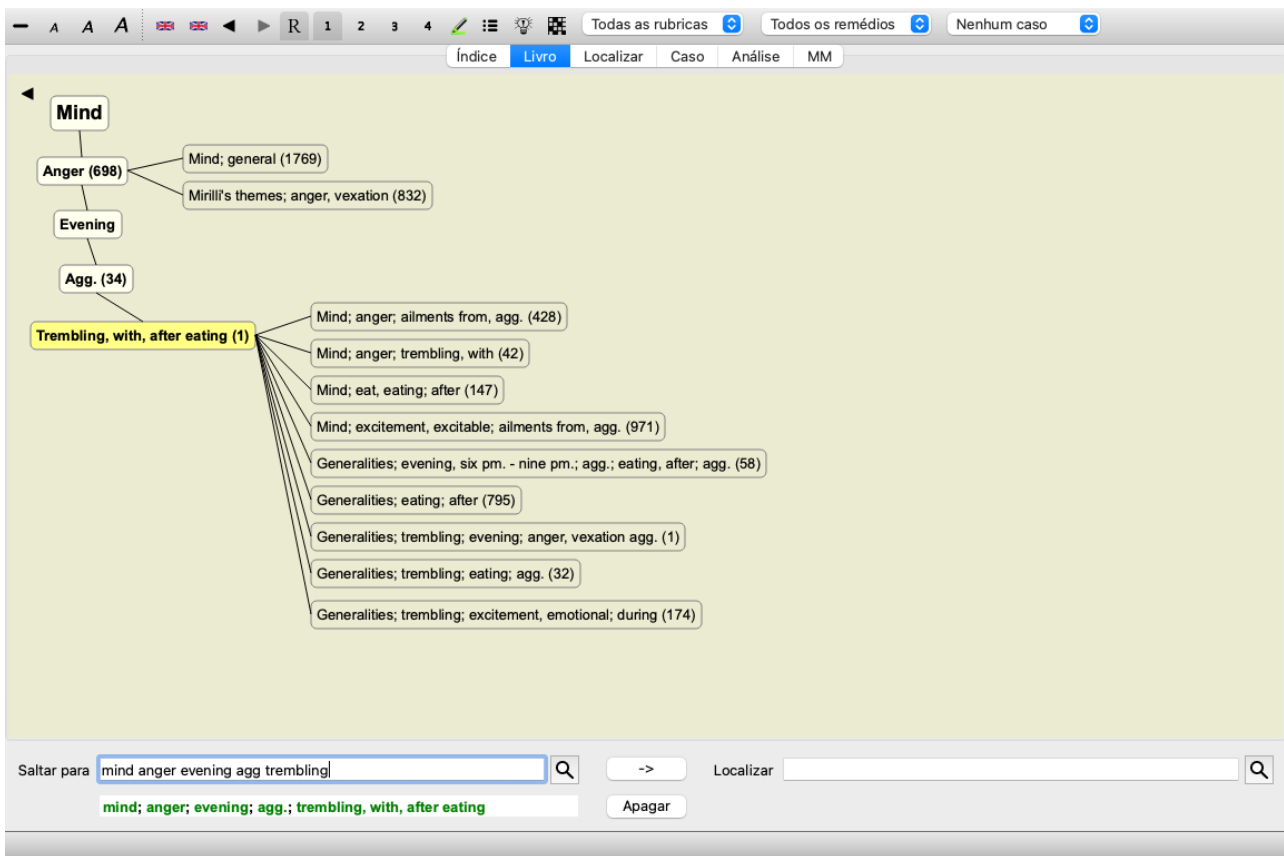 A A A R 1 2 3 4 Todas as rubricas Todos os remédios Nenhum caso
Índice Livro Localizar Caso Análise MM
Mind
Anger (698)
Mind; general (1769)
Mirilli's themes; anger, vexation (832)
Evening
Agg. (34)
Trembling, with, after eating (1)
Mind; anger; ailments from, agg. (428)
Mind; anger; trembling, with (42)
Mind; eat, eating; after (147)
Mind; excitement, excitable; ailments from, agg. (971)
Generalities; evening, six pm. - nine pm.; agg.; eating, after; agg. (58)
Generalities; eating; after (795)
Generalities; trembling; evening; anger, vexation agg. (1)
Generalities; trembling; eating; agg. (32)
Generalities; trembling; excitement, emotional; during (174)
Saltar para mind anger evening agg trembling -> Localizar
mind; anger; evening; agg.; trembling, with, after eating Apagar